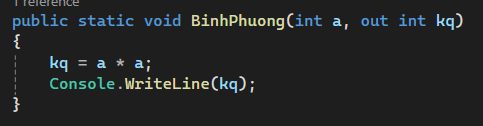 1 reference
public static void BinhPhuong(int a, out int kq)
{
    kq = a * a;
    Console.WriteLine(kq);
}